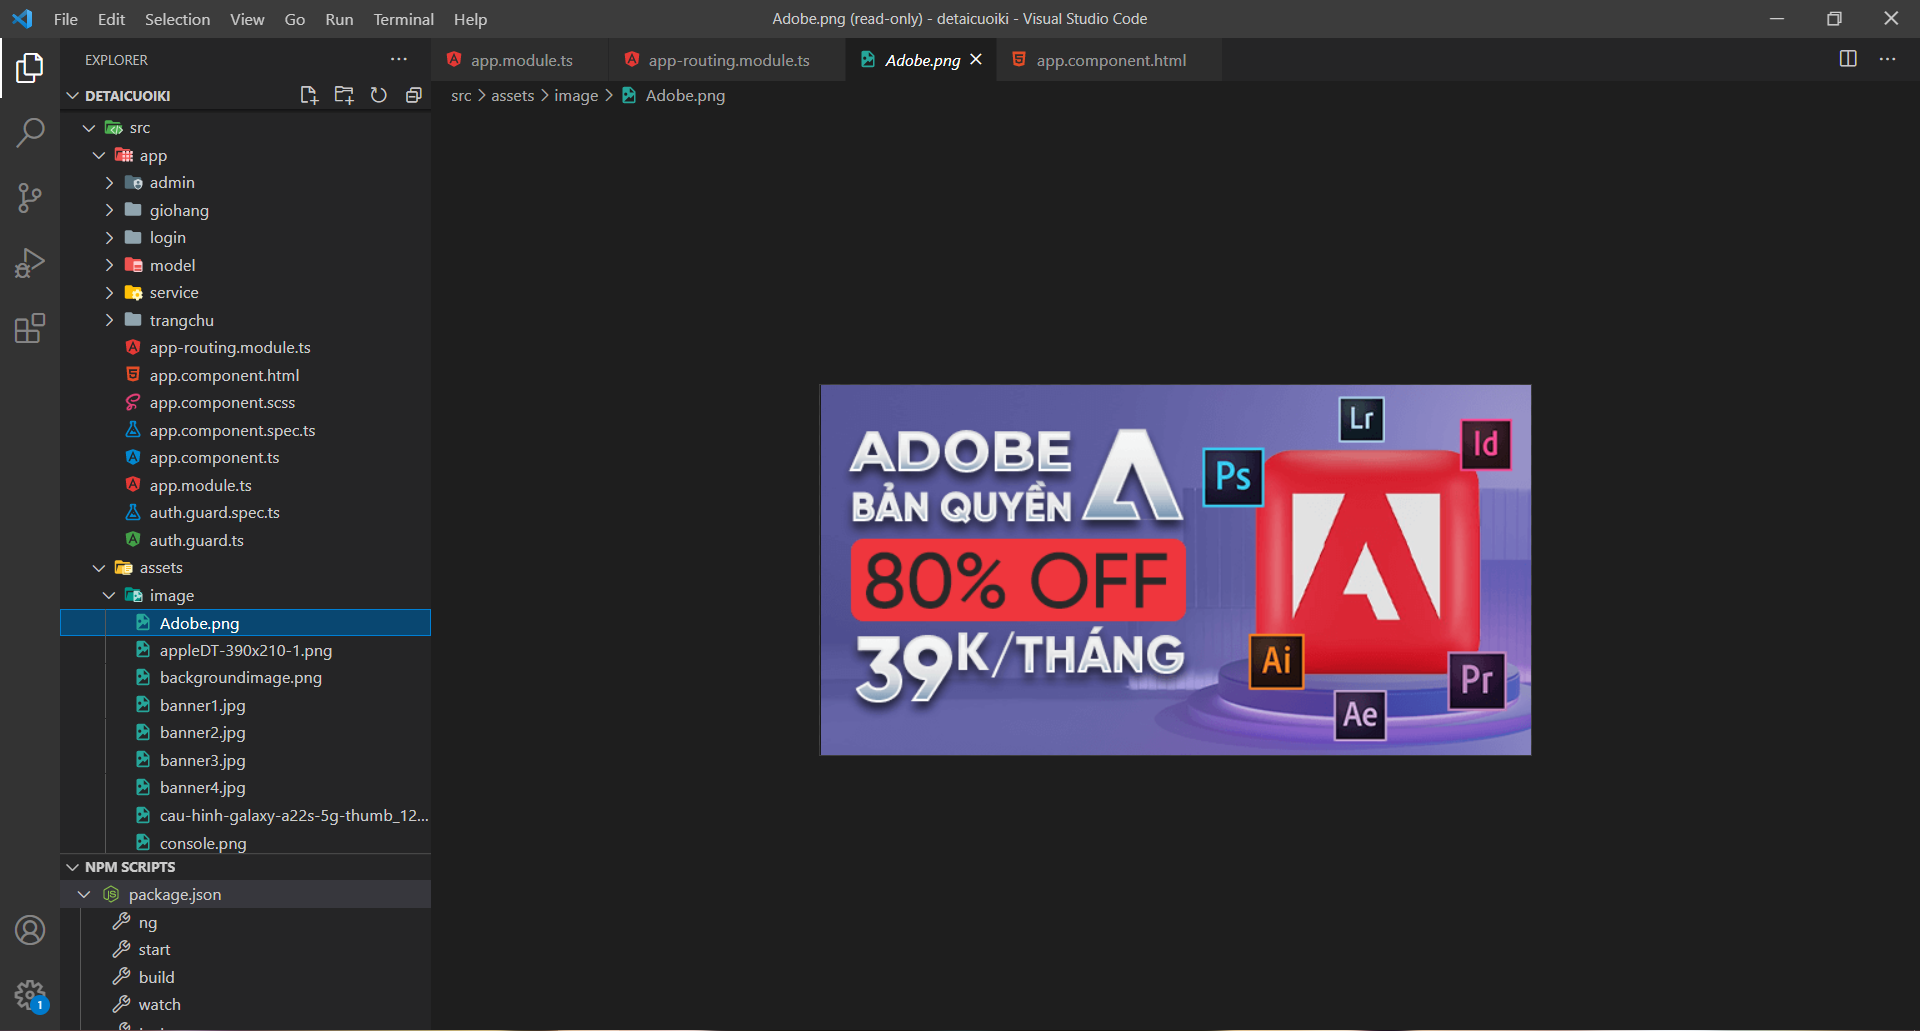 File Edit Selection View Go Run Terminal Help
Adobe.png (read-only) - detaicuoiki - Visual Studio Code
EXPLORER
DETAICUOIKI
src
app
admin
giohang
login
model
service
trangchu
app-routing.module.ts
app.component.html
app.component.scss
app.component.spec.ts
app.component.ts
app.module.ts
auth.guard.spec.ts
auth.guard.ts
assets
image
Adobe.png
appleDT-390x210-1.png
backgroundimage.png
banner1.jpg
banner2.jpg
banner3.jpg
banner4.jpg
cau-hinh-galaxy-a22s-5g-thumb_12...
console.png
NPM SCRIPTS
package.json
ng
start
build
watch
1
app.module.ts
app-routing.module.ts
Adobe.png
app.component.html
src > assets > image > Adobe.png
ADOBE
BẢN QUYỀN
80% OFF
39K/THÁNG
Lr
Id
Ps
Ai
Pr
Ae